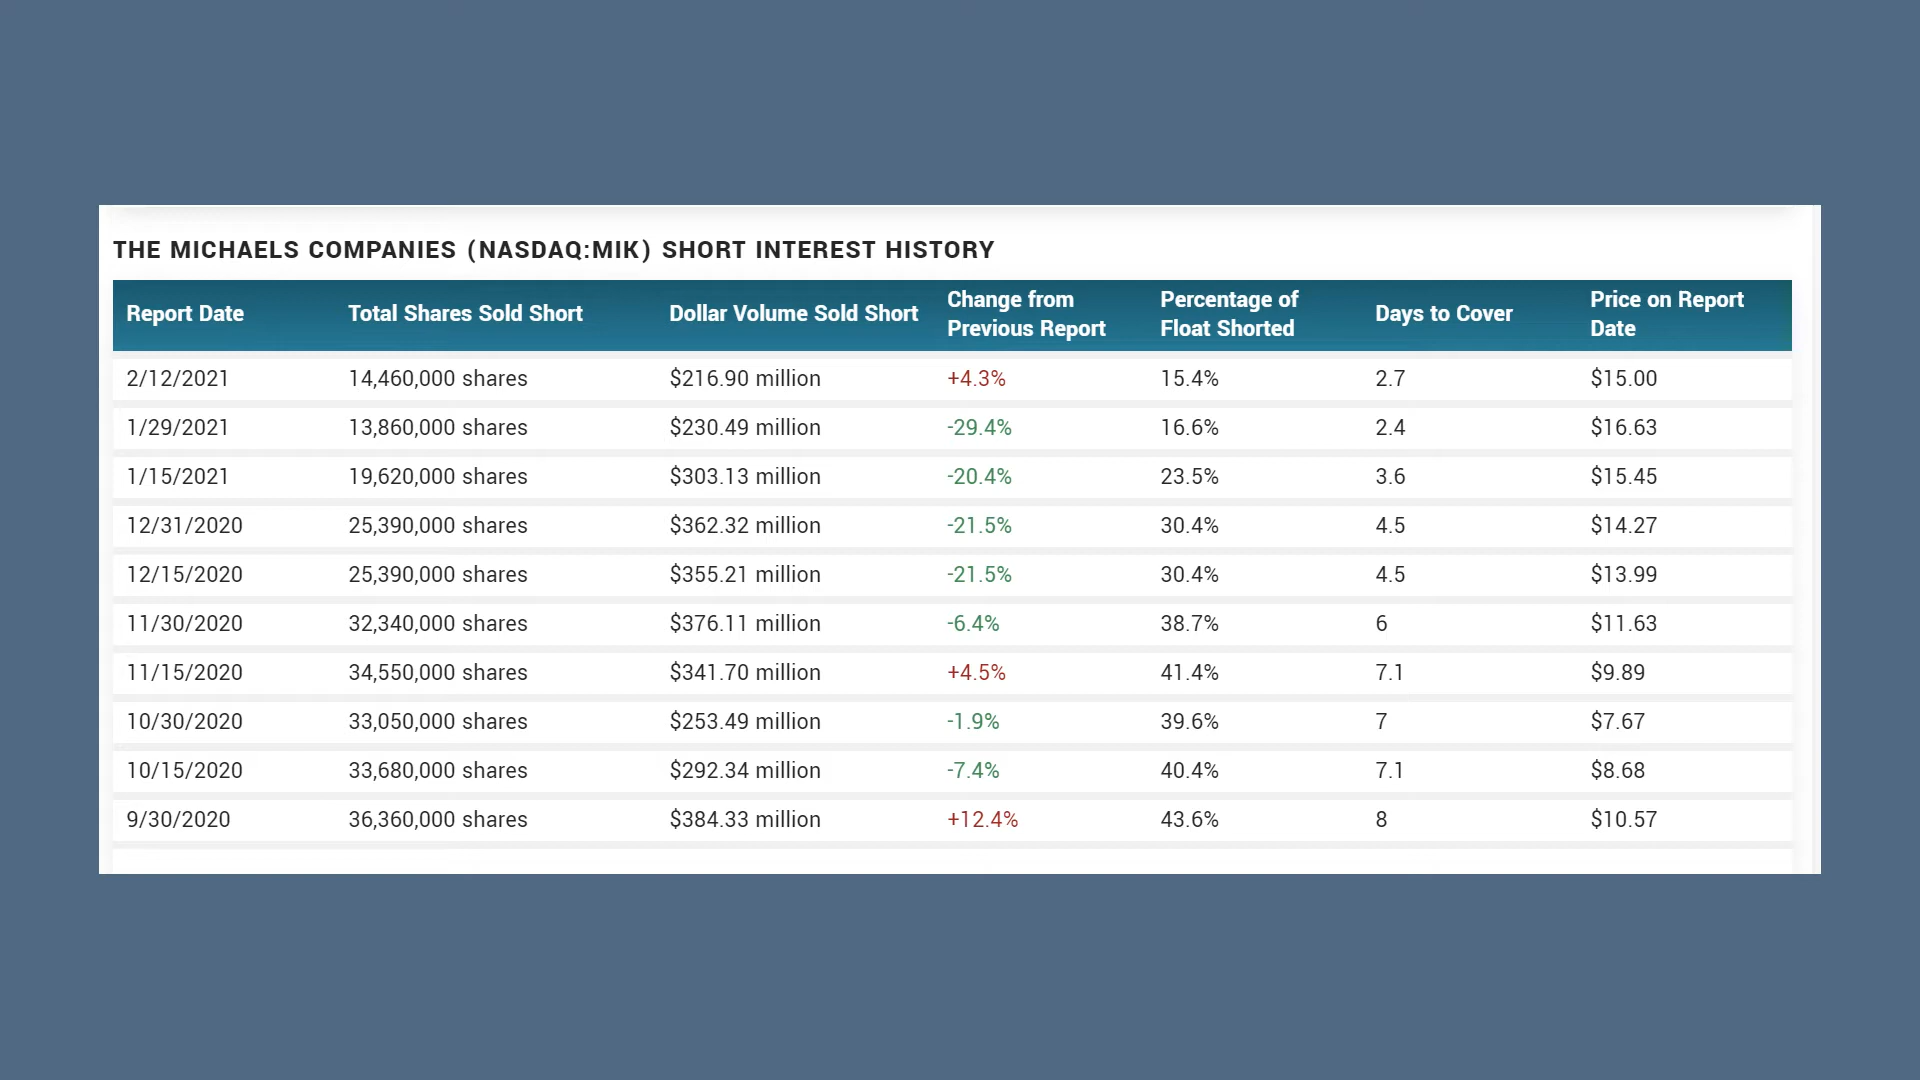 THE MICHAELS COMPANIES (NASDAQ:MIK) SHORT INTEREST HISTORY
Report Date Total Shares Sold Short Dollar Volume Sold Short Change from Previous Report Percentage of Float Shorted Days to Cover Price on Report Date
2/12/2021 14,460,000 shares $216.90 million +4.3% 15.4% 2.7 $15.00
1/29/2021 13,860,000 shares $230.49 million -29.4% 16.6% 2.4 $16.63
1/15/2021 19,620,000 shares $303.13 million -20.4% 23.5% 3.6 $15.45
12/31/2020 25,390,000 shares $362.32 million -21.5% 30.4% 4.5 $14.27
12/15/2020 25,390,000 shares $355.21 million -21.5% 30.4% 4.5 $13.99
11/30/2020 32,340,000 shares $376.11 million -6.4% 38.7% 6 $11.63
11/15/2020 34,550,000 shares $341.70 million +4.5% 41.4% 7.1 $9.89
10/30/2020 33,050,000 shares $253.49 million -1.9% 39.6% 7 $7.67
10/15/2020 33,680,000 shares $292.34 million -7.4% 40.4% 7.1 $8.68
9/30/2020 36,360,000 shares $384.33 million +12.4% 43.6% 8 $10.57